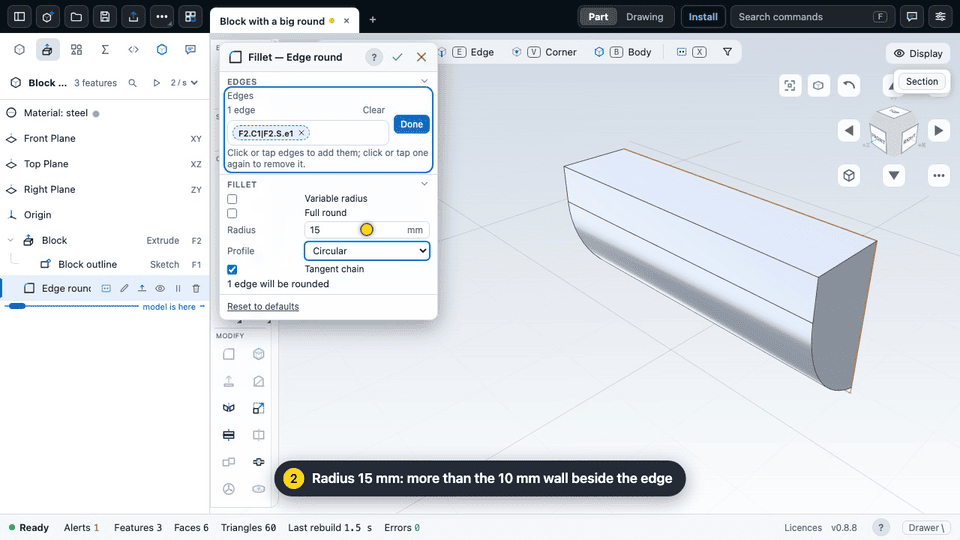 Block with a big round
Part
Drawing
Install
Search commands
F
Block ...
3 features
2 / s
Material: steel
Front Plane
XY
Top Plane
XZ
Right Plane
YZ
Origin
Block
Extrude
F2
Block outline
Sketch
F1
Edge round
model is here
Fillet — Edge round
?
EDGES
Edges
1 edge
Clear
F2.C1|F2.S.e1
Done
Click or tap edges to add them; click or tap one
again to remove it.
FILLET
Variable radius
Full round
Radius
15
mm
Profile
Circular
Tangent chain
1 edge will be rounded
Reset to defaults
MODIFY
E
Edge
V
Corner
B
Body
X
Display
Section
FRONT
RIGHT
2
Radius 15 mm: more than the 10 mm wall beside the edge
Ready
Alerts 1
Features 3
Faces 6
Triangles 60
Last rebuild 1.5 s
Errors 0
Licences
v0.8.8
?
Drawer \